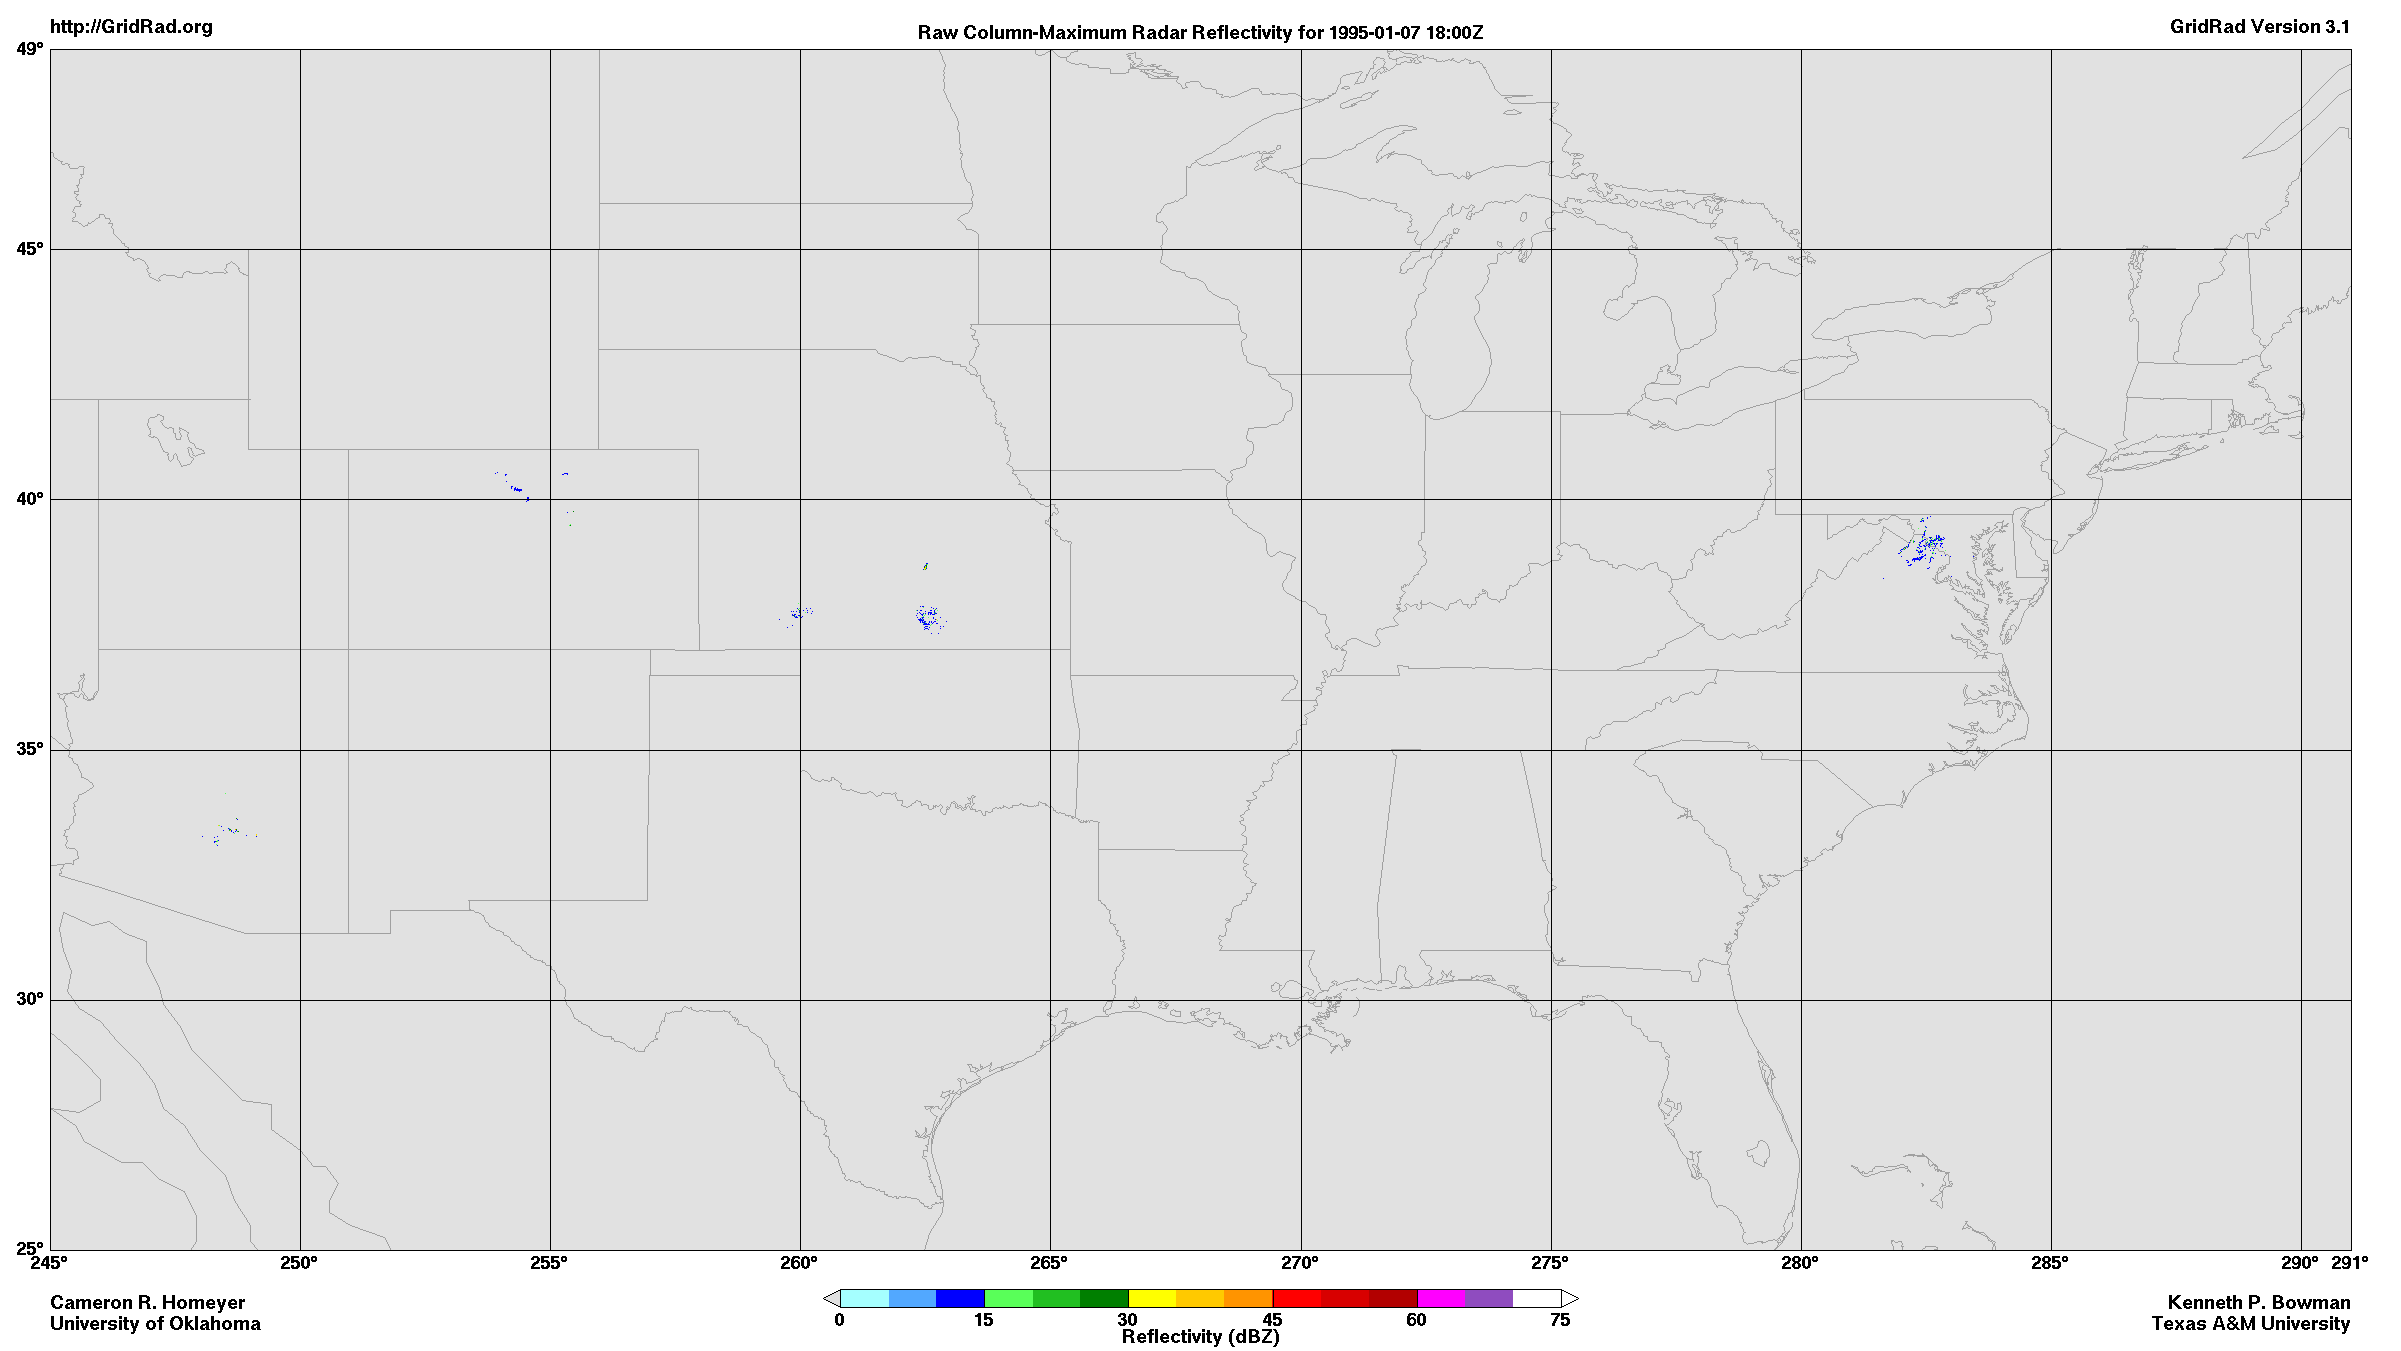 http://GridRad.org
Raw Column-Maximum Radar Reflectivity for 1995-01-07 18:00Z
GridRad Version 3.1
49°
45°
40°
35°
30°
25°
245° 250° 255° 260° 265° 270° 275° 280° 285° 290° 291°
0 15 30 45 60 75
Reflectivity (dBZ)
Cameron R. Homeyer
University of Oklahoma
Kenneth P. Bowman
Texas A&M University